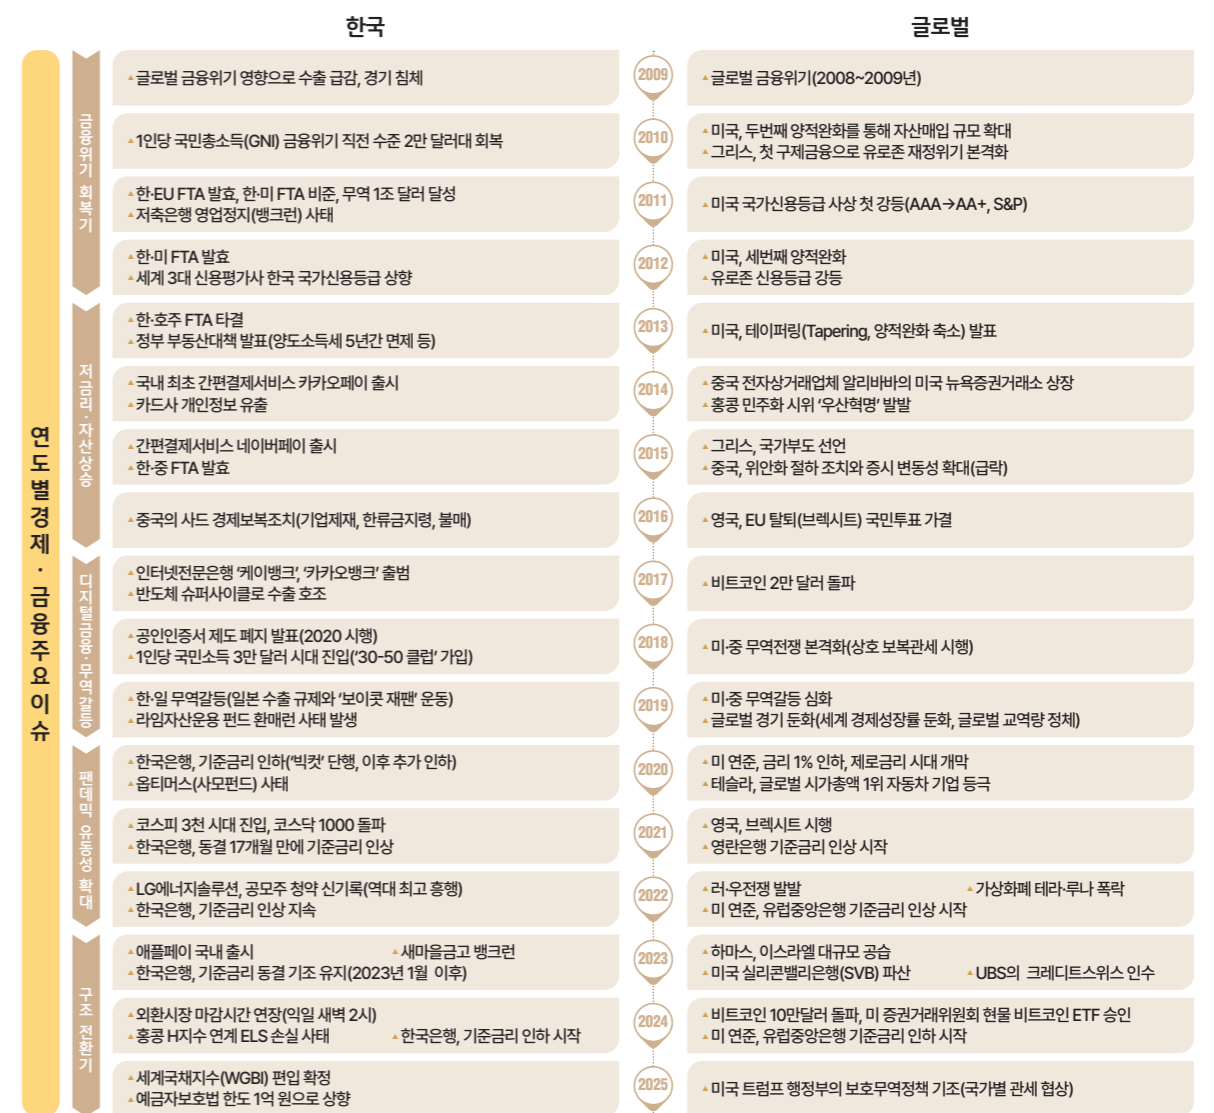 한국
글로벌
연도별 경제 · 금융 주요 이슈
금융위기 회복기
▲글로벌 금융위기 영향으로 수출 급감, 경기 침체
2009
▲글로벌 금융위기(2008~2009년)
▲1인당 국민총소득(GNI) 금융위기 직전 수준 2만 달러대 회복
2010
▲미국, 두번째 양적완화를 통해 자산매입 규모 확대
▲그리스, 첫 구제금융으로 유로존 재정위기 본격화
▲한·EU FTA 발효, 한·미 FTA 비준, 무역 1조 달러 달성
▲저축은행 영업정지(뱅크런) 사태
2011
▲미국 국가신용등급 사상 첫 강등(AAA→AA+, S&P)
▲한·미 FTA 발효
▲세계 3대 신용평가사 한국 국가신용등급 상향
2012
▲미국, 세번째 양적완화
▲유로존 신용등급 강등
저금리·자산상승
▲한·호주 FTA 타결
▲정부 부동산대책 발표(양도소득세 5년간 면제 등)
2013
▲미국, 테이퍼링(Tapering, 양적완화 축소) 발표
▲국내 최초 간편결제서비스 카카오페이 출시
▲카드사 개인정보 유출
2014
▲중국 전자상거래업체 알리바바의 미국 뉴욕증권거래소 상장
▲홍콩 민주화 시위 ‘우산혁명’ 발발
▲간편결제서비스 네이버페이 출시
▲한·중 FTA 발효
2015
▲그리스, 국가부도 선언
▲중국, 위안화 절하 조치와 증시 변동성 확대(급락)
▲중국의 사드 경제보복조치(기업제재, 한류금지령, 불매)
2016
▲영국, EU 탈퇴(브렉시트) 국민투표 가결
디지털금융·무역갈등
▲인터넷전문은행 ‘케이뱅크’, ‘카카오뱅크’ 출범
▲반도체 슈퍼사이클로 수출 호조
2017
▲비트코인 2만 달러 돌파
▲공인인증서 제도 폐지 발표(2020 시행)
▲1인당 국민소득 3만 달러 시대 진입(‘30-50 클럽’ 가입)
2018
▲미·중 무역전쟁 본격화(상호 보복관세 시행)
▲한·일 무역갈등(일본 수출 규제와 ‘보이콧 재팬’ 운동)
▲라임자산운용 펀드 환매런 사태 발생
2019
▲미·중 무역갈등 심화
▲글로벌 경기 둔화(세계 경제성장률 둔화, 글로벌 교역량 정체)
팬데믹 유동성 확대
▲한국은행, 기준금리 인하(‘빅컷’ 단행, 이후 추가 인하)
▲옵티머스(사모펀드) 사태
2020
▲미 연준, 금리 1% 인하, 제로금리 시대 개막
▲테슬라, 글로벌 시가총액 1위 자동차 기업 등극
▲코스피 3천 시대 진입, 코스닥 1000 돌파
▲한국은행, 동결 17개월 만에 기준금리 인상
2021
▲영국, 브렉시트 시행
▲영란은행 기준금리 인상 시작
▲LG에너지솔루션, 공모주 청약 신기록(역대 최고 흥행)
▲한국은행, 기준금리 인상 지속
2022
▲러·우전쟁 발발 ▲가상화폐 테라·루나 폭락
▲미 연준, 유럽중앙은행 기준금리 인상 시작
구조 전환기
▲애플페이 국내 출시 ▲새마을금고 뱅크런
▲한국은행, 기준금리 동결 기조 유지(2023년 1월 이후)
2023
▲하마스, 이스라엘 대규모 공습
▲미국 실리콘밸리은행(SVB) 파산 ▲UBS의 크레디트스위스 인수
▲외환시장 마감시간 연장(익일 새벽 2시)
▲홍콩 H지수 연계 ELS 손실 사태 ▲한국은행, 기준금리 인하 시작
2024
▲비트코인 10만달러 돌파, 미 증권거래위원회 현물 비트코인 ETF 승인
▲미 연준, 유럽중앙은행 기준금리 인하 시작
▲세계국채지수(WGBI) 편입 확정
▲예금자보호법 한도 1억 원으로 상향
2025
▲미국 트럼프 행정부의 보호무역정책 기조(국가별 관세 협상)